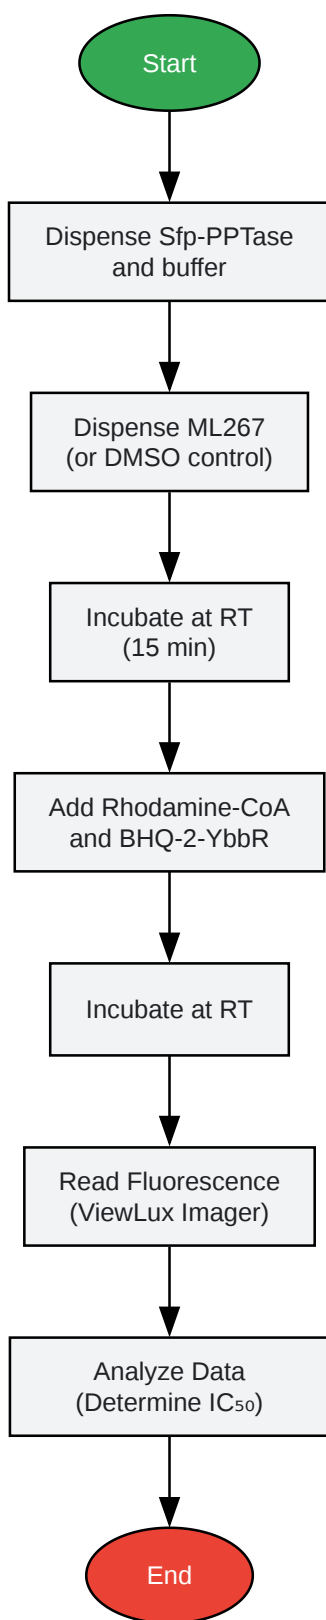 Start
Dispense Sfp-PPTase
and buffer
Dispense ML267
(or DMSO control)
Incubate at RT
(15 min)
Add Rhodamine-CoA
and BHQ-2-YbbR
Incubate at RT
Read Fluorescence
(ViewLux Imager)
Analyze Data
(Determine IC₅₀)
End